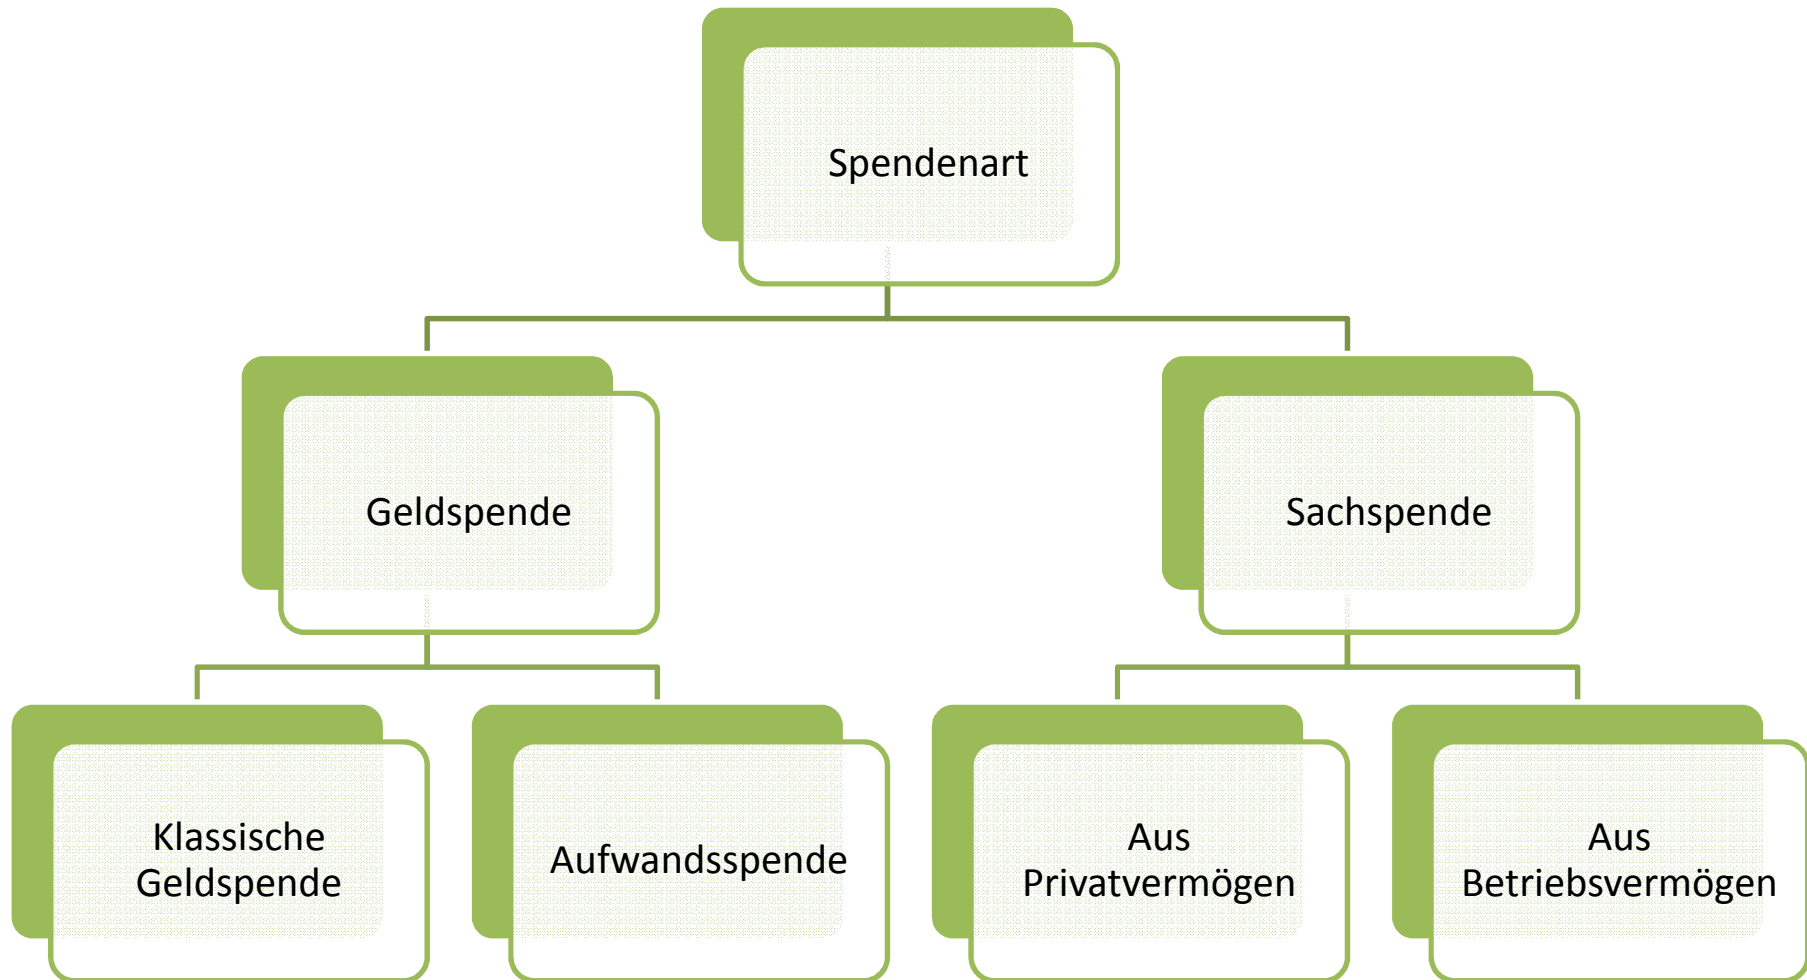 Spendenart
Geldspende
Sachspende
Klassische
Geldspende
Aufwandsspende
Aus
Privatvermögen
Aus
Betriebsvermögen